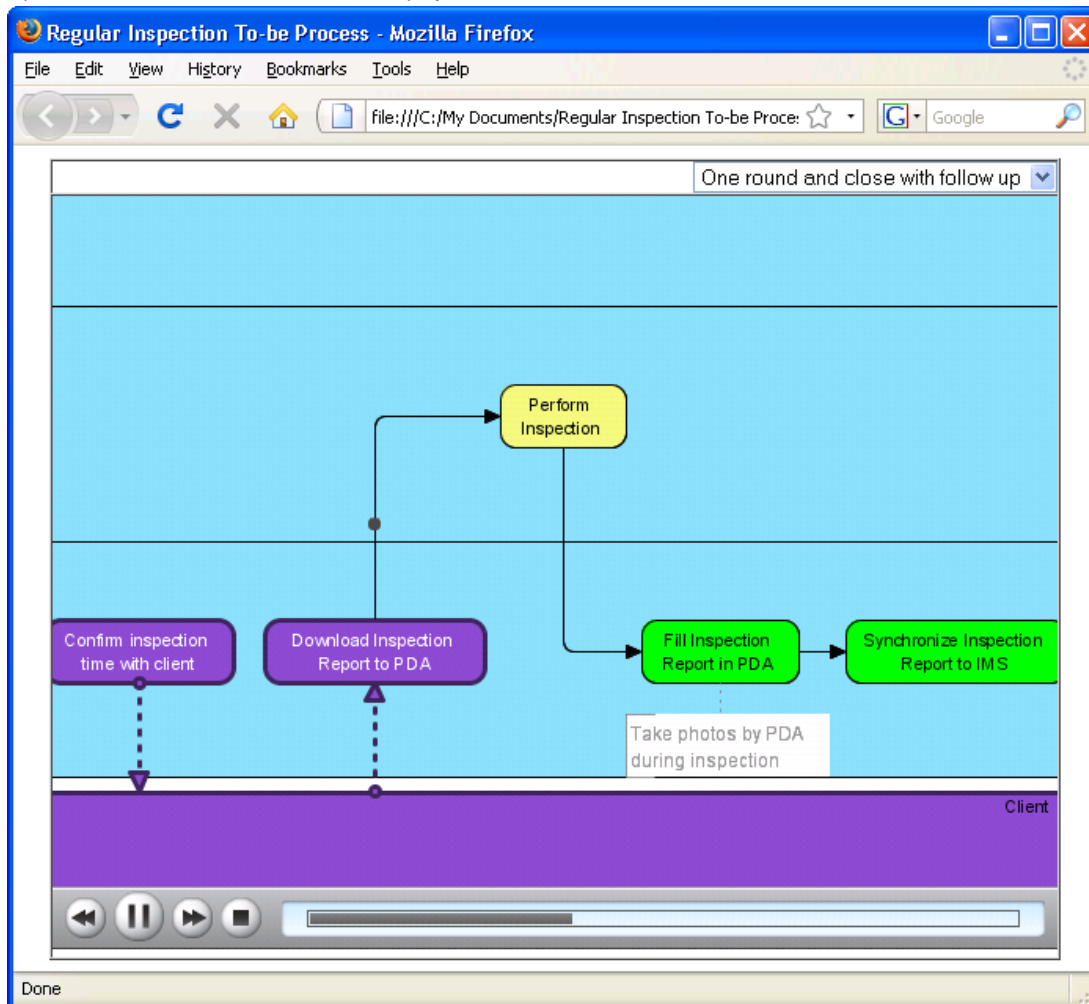 Regular Inspection To-be Process - Mozilla Firefox
File Edit View History Bookmarks Tools Help
file:///C:/My Documents/Regular Inspection To-be Proce:
G Google
One round and close with follow up
Perform
Inspection
Confirm inspection
time with client
Download Inspection
Report to PDA
Fill Inspection
Report in PDA
Synchronize Inspection
Report to IMS
Take photos by PDA
during inspection
Client
Done